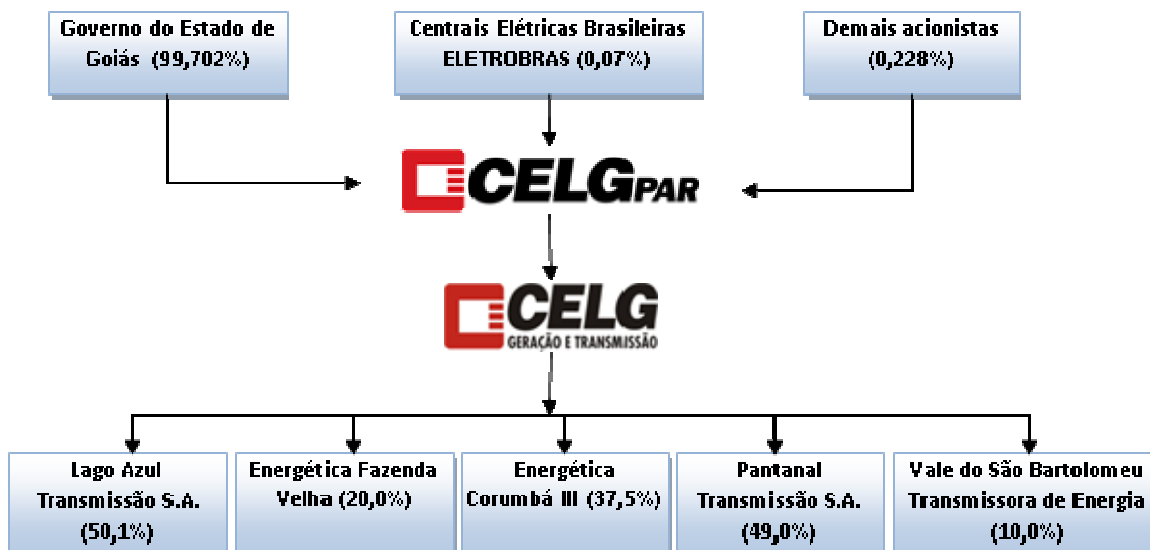 Governo do Estado de
Goiás (99,702%)
Centrais Elétricas Brasileiras
ELETROBRAS (0,07%)
Demais acionistas
(0,228%)
CELGPAR
CELG
GERAÇÃO E TRANSMISSÃO
Lago Azul
Transmissão S.A.
(50,1%)
Energética Fazenda
Velha (20,0%)
Energética
Corumbá III (37,5%)
Pantanal
Transmissão S.A.
(49,0%)
Vale do São Bartolomeu
Transmissora de Energia
(10,0%)